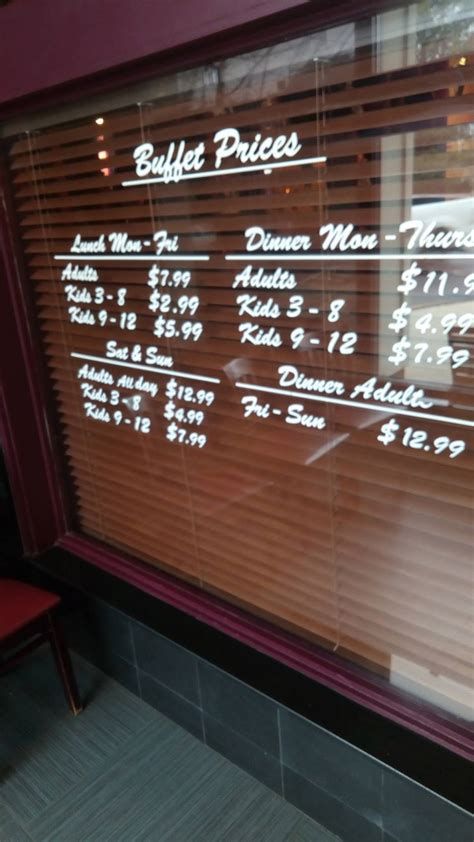 Buffet Prices
Lunch Mon - Fri
Adults $7.99
Kids 3 - 8 $2.99
Kids 9 - 12 $5.99
Sat & Sun
Adults All day $12.99
Kids 3 - 8 $4.99
Kids 9 - 12 $7.99
Dinner Mon - Thurs
Adults $11.9
Kids 3 - 8 $4.99
Kids 9 - 12 $7.99
Dinner Adults
Fri - Sun $12.99